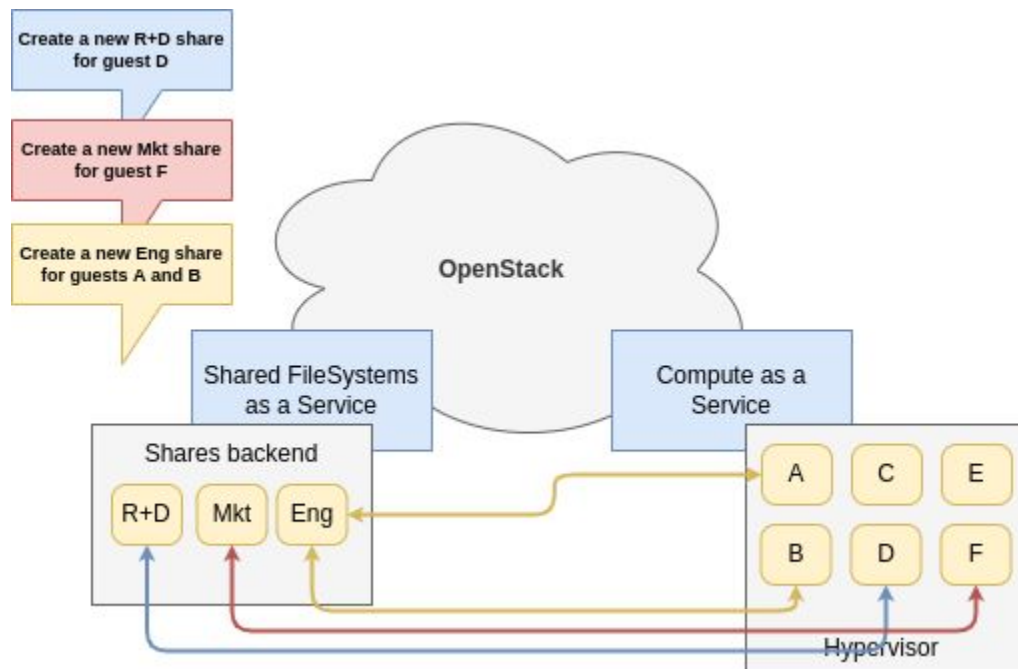 Create a new R+D share
for guest D
Create a new Mkt share
for guest F
Create a new Eng share
for guests A and B
OpenStack
Shared FileSystems
as a Service
Compute as a
Service
Shares backend
R+D Mkt Eng
A C E
B D F
Hypervisor